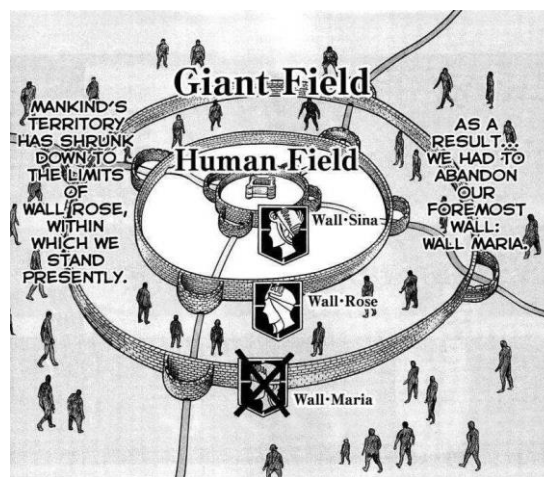 Giant Field
MANKIND'S
TERRITORY
HAS SHRUNK
DOWN TO
THE LIMITS
OF
WALL ROSE,
WITHIN
WHICH WE
STAND
PRESENTLY.
Human Field
AS A
RESULT...
WE HAD TO
ABANDON
OUR
FOREMOST
WALL:
WALL MARIA.
Wall·Sina
Wall·Rose
Wall·Maria